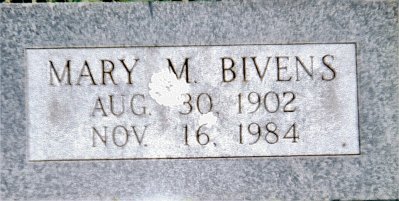 MARY M. BIVENS
AUG. 30, 1902
NOV. 16, 1984